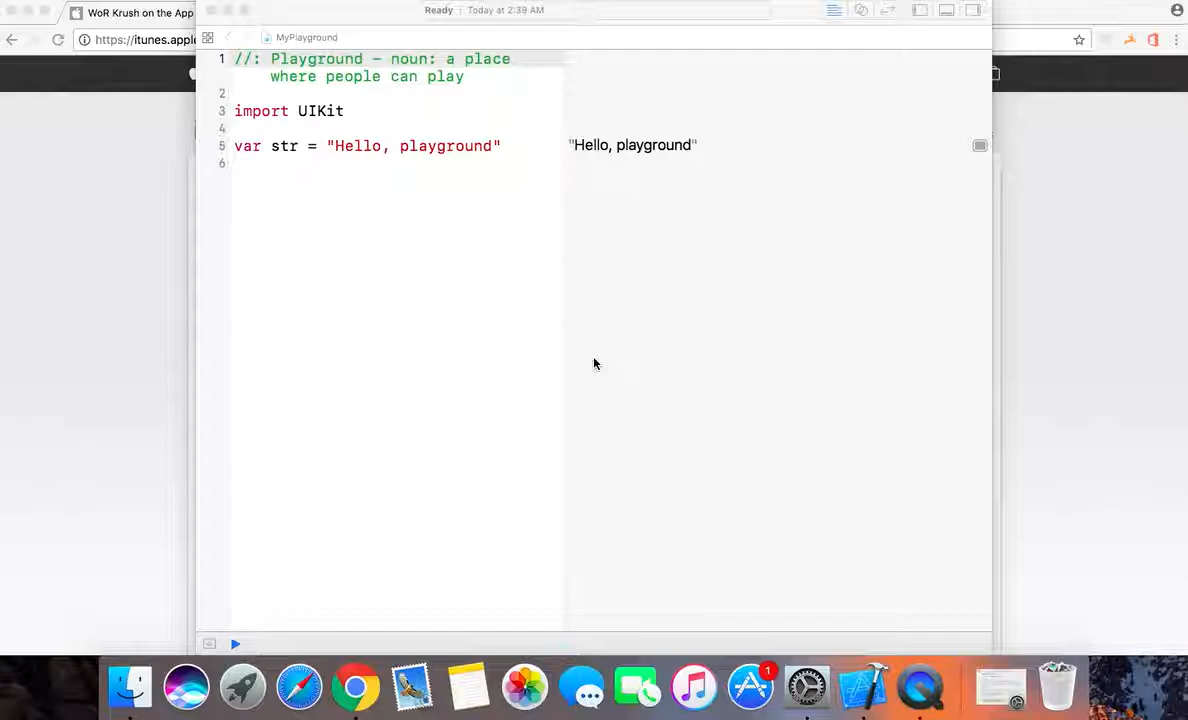 WoR Krush on the App
https://itunes.apple
Ready | Today at 2:39 AM
MyPlayground
1 //: Playground – noun: a place
where people can play
2
3 import UIKit
4
5 var str = "Hello, playground"
"Hello, playground"
6
1